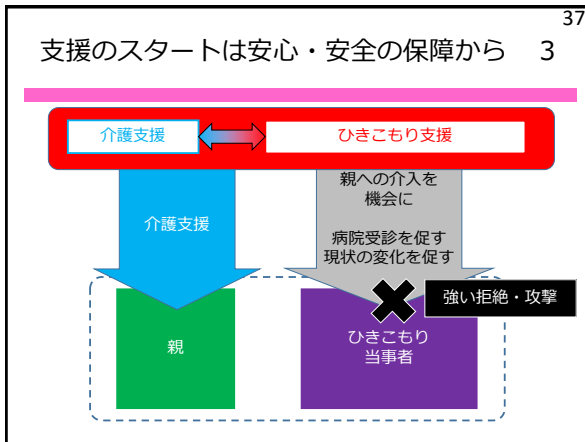 37
支援のスタートは安心・安全の保障から　3
介護支援
ひきこもり支援
介護支援
親への介入を
機会に
病院受診を促す
現状の変化を促す
強い拒絶・攻撃
親
ひきこもり
当事者